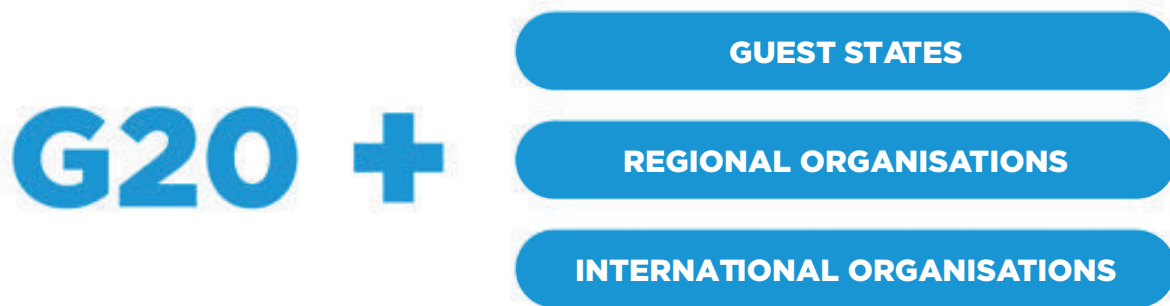 G20 +
GUEST STATES
REGIONAL ORGANISATIONS
INTERNATIONAL ORGANISATIONS